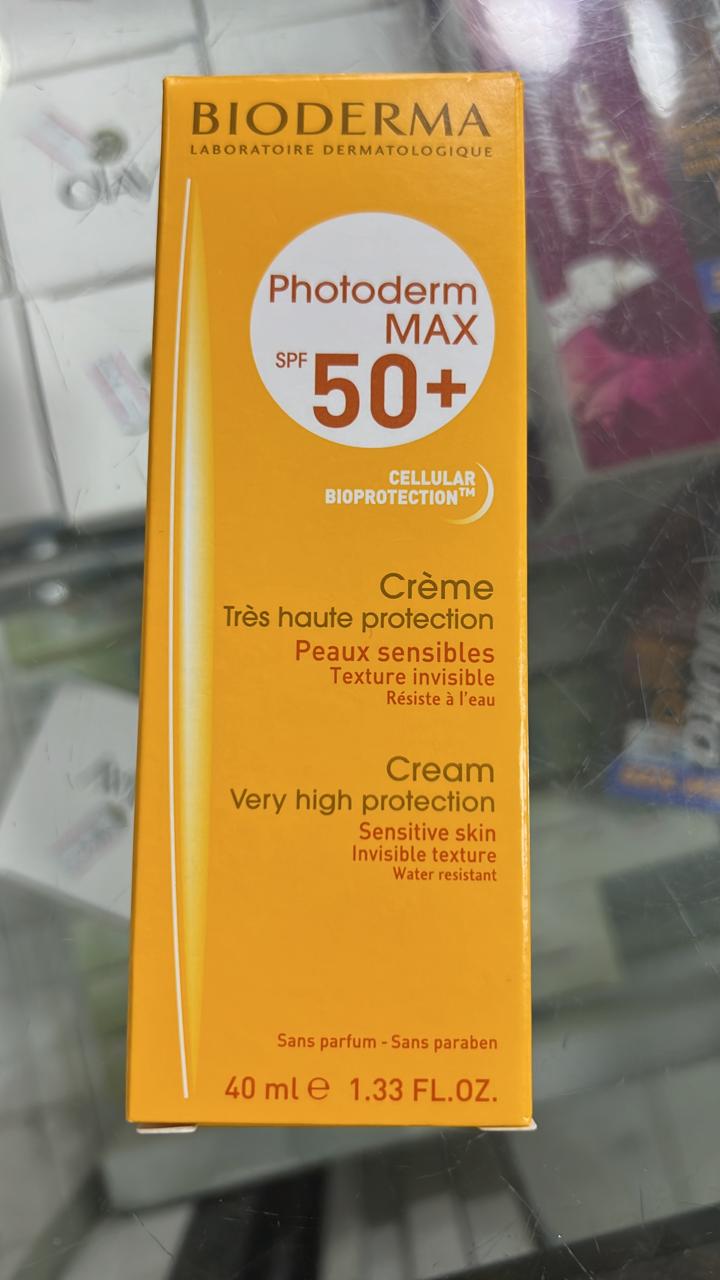 BIODERMA
LABORATOIRE DERMATOLOGIQUE
Photoderm
MAX
SPF 50+
CELLULAR
BIOPROTECTION™
Crème
Très haute protection
Peaux sensibles
Texture invisible
Résiste à l'eau
Cream
Very high protection
Sensitive skin
Invisible texture
Water resistant
Sans parfum - Sans paraben
40 ml ℮ 1.33 FL.OZ.